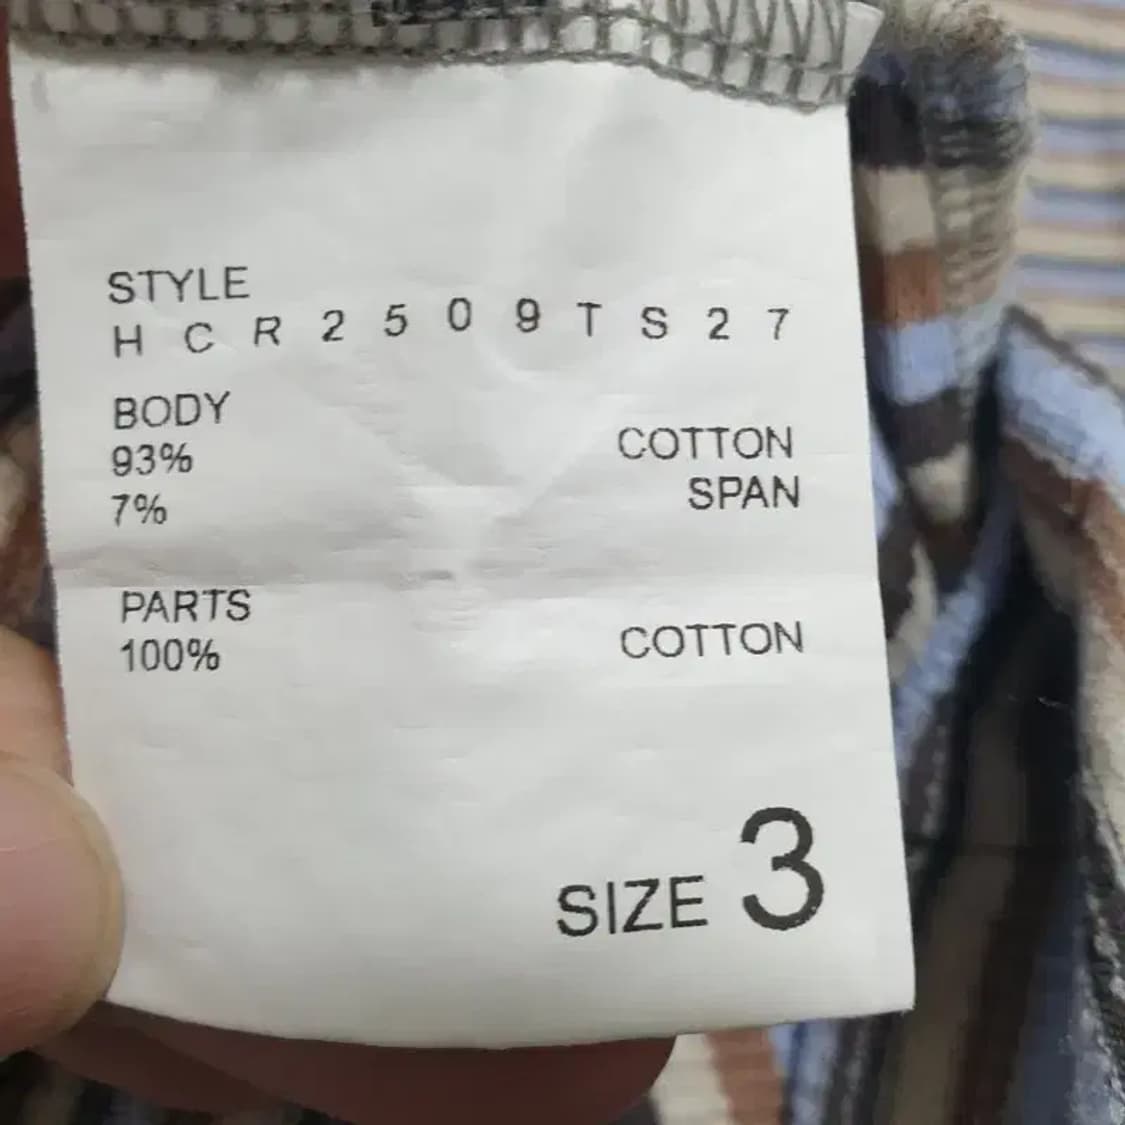 STYLE
H C R 2 5 0 9 T S 2 7
BODY
93% COTTON
7% SPAN
PARTS
100% COTTON
SIZE 3